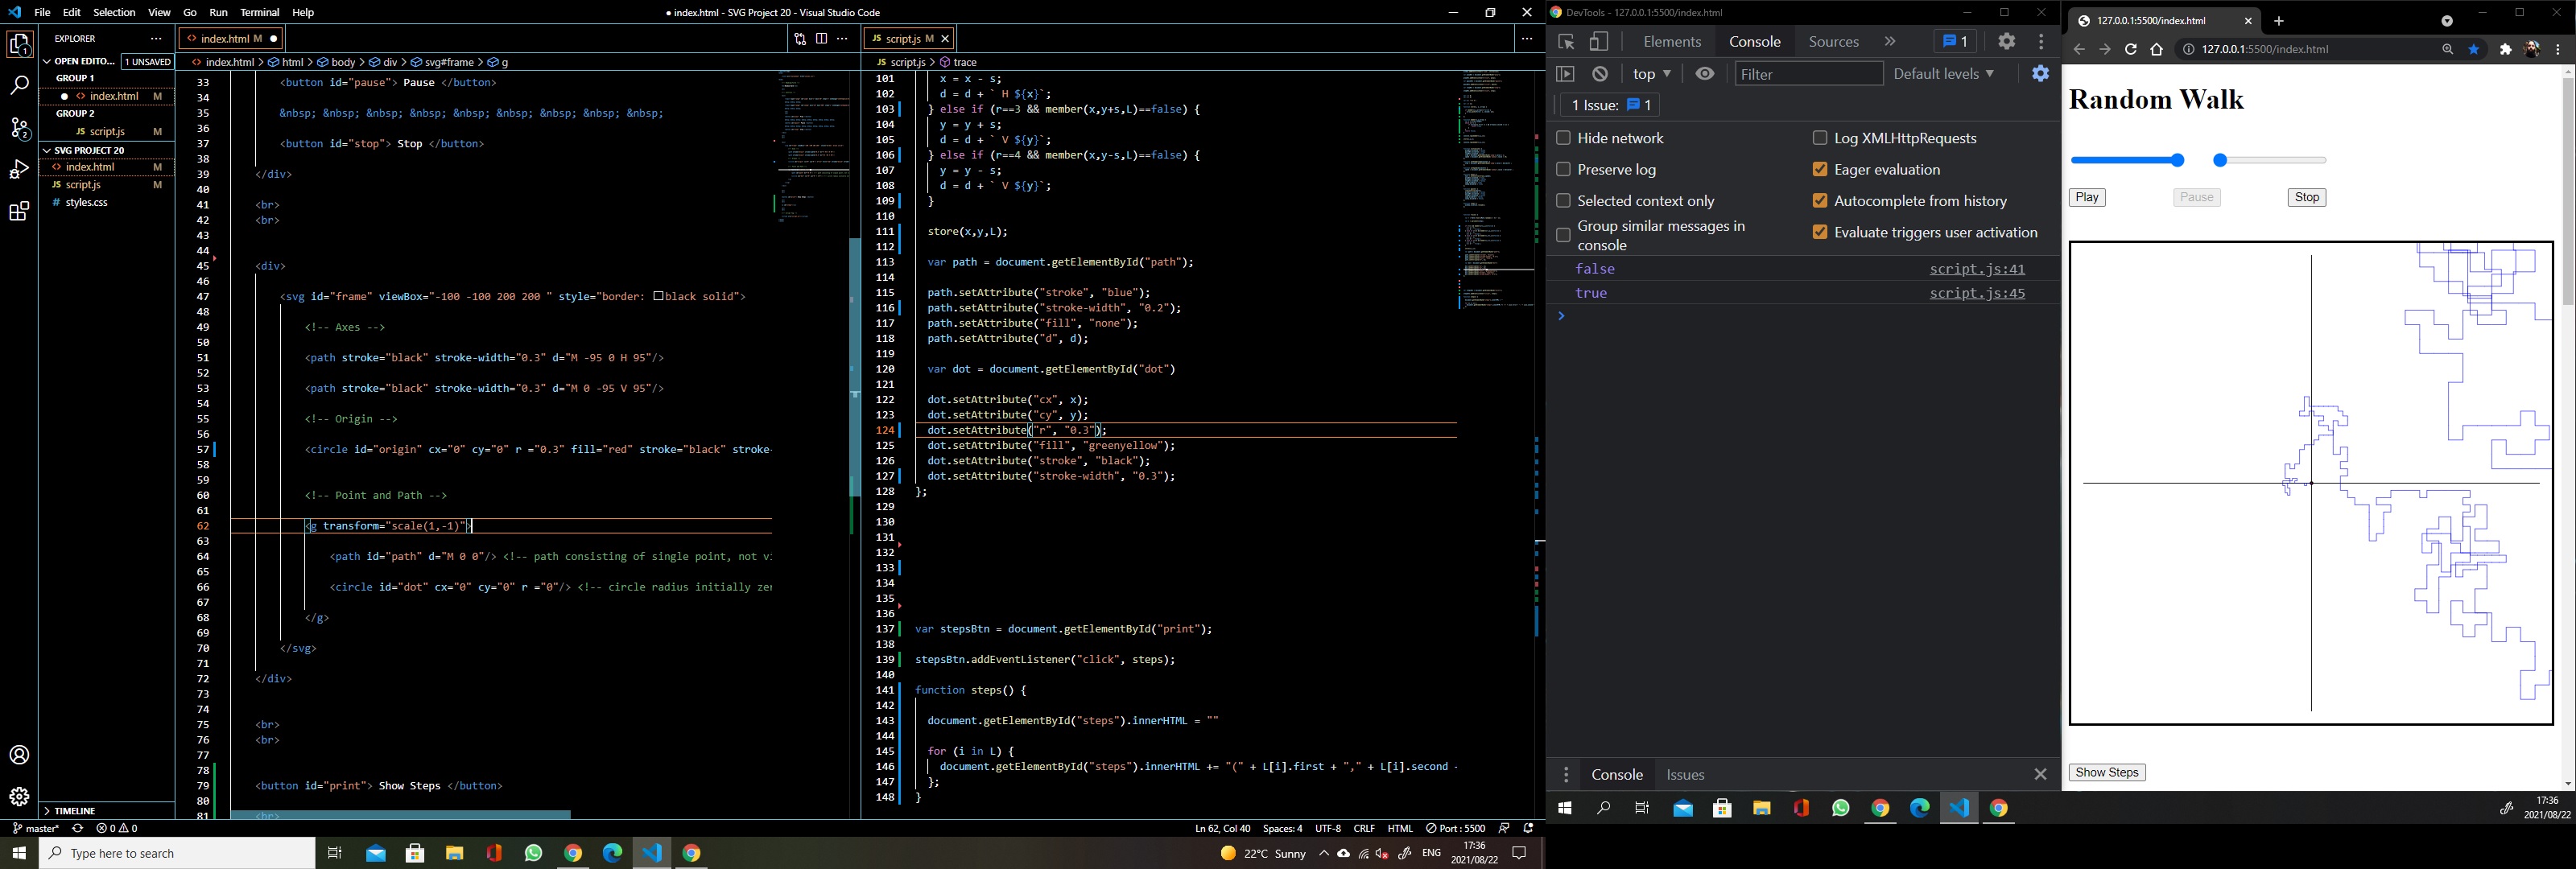 File Edit Selection View Go Run Terminal Help
● index.html - SVG Project 20 - Visual Studio Code
EXPLORER
OPEN EDITO... 1 UNSAVED
GROUP 1
index.html M
GROUP 2
JS script.js M
SVG PROJECT 20
<> index.html M
JS script.js M
# styles.css
TIMELINE
<> index.html M ●
<> index.html > html > body > div > svg#frame > g
33 <button id="pause"> Pause </button>
34
35 &nbsp; &nbsp; &nbsp; &nbsp; &nbsp; &nbsp; &nbsp; &nbsp; &nbsp;
36
37 <button id="stop"> Stop </button>
38
39 </div>
40
41 <br>
42 <br>
43
44
45 <div>
46
47 <svg id="frame" viewBox="-100 -100 200 200 " style="border: black solid">
48
49 <!-- Axes -->
50
51 <path stroke="black" stroke-width="0.3" d="M -95 0 H 95"/>
52
53 <path stroke="black" stroke-width="0.3" d="M 0 -95 V 95"/>
54
55 <!-- Origin -->
56
57 <circle id="origin" cx="0" cy="0" r ="0.3" fill="red" stroke="black" stroke-
58
59
60 <!-- Point and Path -->
61
62 <g transform="scale(1,-1)">
63
64 <path id="path" d="M 0 0"/> <!-- path consisting of single point, not vi
65
66 <circle id="dot" cx="0" cy="0" r ="0"/> <!-- circle radius initially zer
67
68 </g>
69
70 </svg>
71
72 </div>
73
74
75 <br>
76 <br>
77
78
79 <button id="print"> Show Steps </button>
80
81 <br>
JS script.js M
JS script.js > trace
101 x = x - s;
102 d = d + ` H ${x}`;
103 } else if (r==3 && member(x,y+s,L)==false) {
104 y = y + s;
105 d = d + ` V ${y}`;
106 } else if (r==4 && member(x,y-s,L)==false) {
107 y = y - s;
108 d = d + ` V ${y}`;
109 }
110
111 store(x,y,L);
112
113 var path = document.getElementById("path");
114
115 path.setAttribute("stroke", "blue");
116 path.setAttribute("stroke-width", "0.2");
117 path.setAttribute("fill", "none");
118 path.setAttribute("d", d);
119
120 var dot = document.getElementById("dot")
121
122 dot.setAttribute("cx", x);
123 dot.setAttribute("cy", y);
124 dot.setAttribute("r", "0.3");
125 dot.setAttribute("fill", "greenyellow");
126 dot.setAttribute("stroke", "black");
127 dot.setAttribute("stroke-width", "0.3");
128 };
129
130
131
132
133
134
135
136
137 var stepsBtn = document.getElementById("print");
138
139 stepsBtn.addEventListener("click", steps);
140
141 function steps() {
142
143 document.getElementById("steps").innerHTML = ""
144
145 for (i in L) {
146 document.getElementById("steps").innerHTML += "(" + L[i].first + "," + L[i].second
147 };
148 }
master* 0 0
Ln 62, Col 40 Spaces: 4 UTF-8 CRLF HTML Port : 5500
Type here to search
22°C Sunny
ENG
17:36
2021/08/22
DevTools - 127.0.0.1:5500/index.html
Elements Console Sources » 1
top Filter Default levels
1 Issue: 1
Hide network
Log XMLHttpRequests
Preserve log
Eager evaluation
Selected context only
Autocomplete from history
Group similar messages in console
Evaluate triggers user activation
false script.js:41
true script.js:45
Console Issues
127.0.0.1:5500/index.html
127.0.0.1:5500/index.html
Random Walk
Play Pause Stop
Show Steps
17:36
2021/08/22